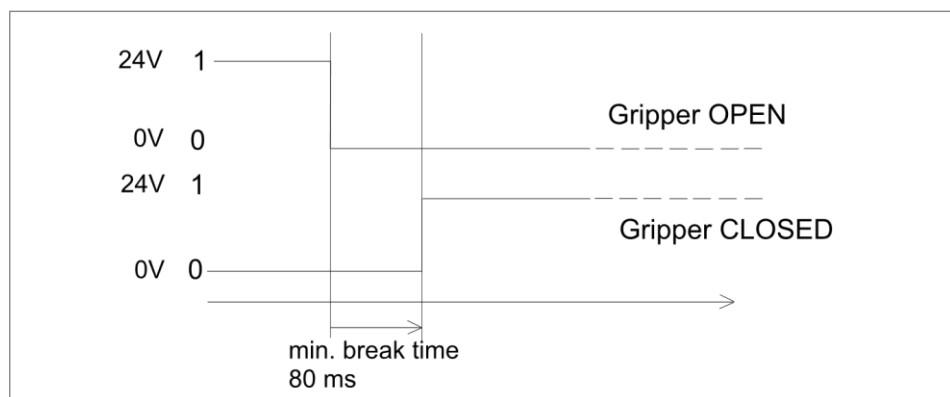 24V 1
Gripper OPEN
0V 0
24V 1
Gripper CLOSED
0V 0
min. break time
80 ms